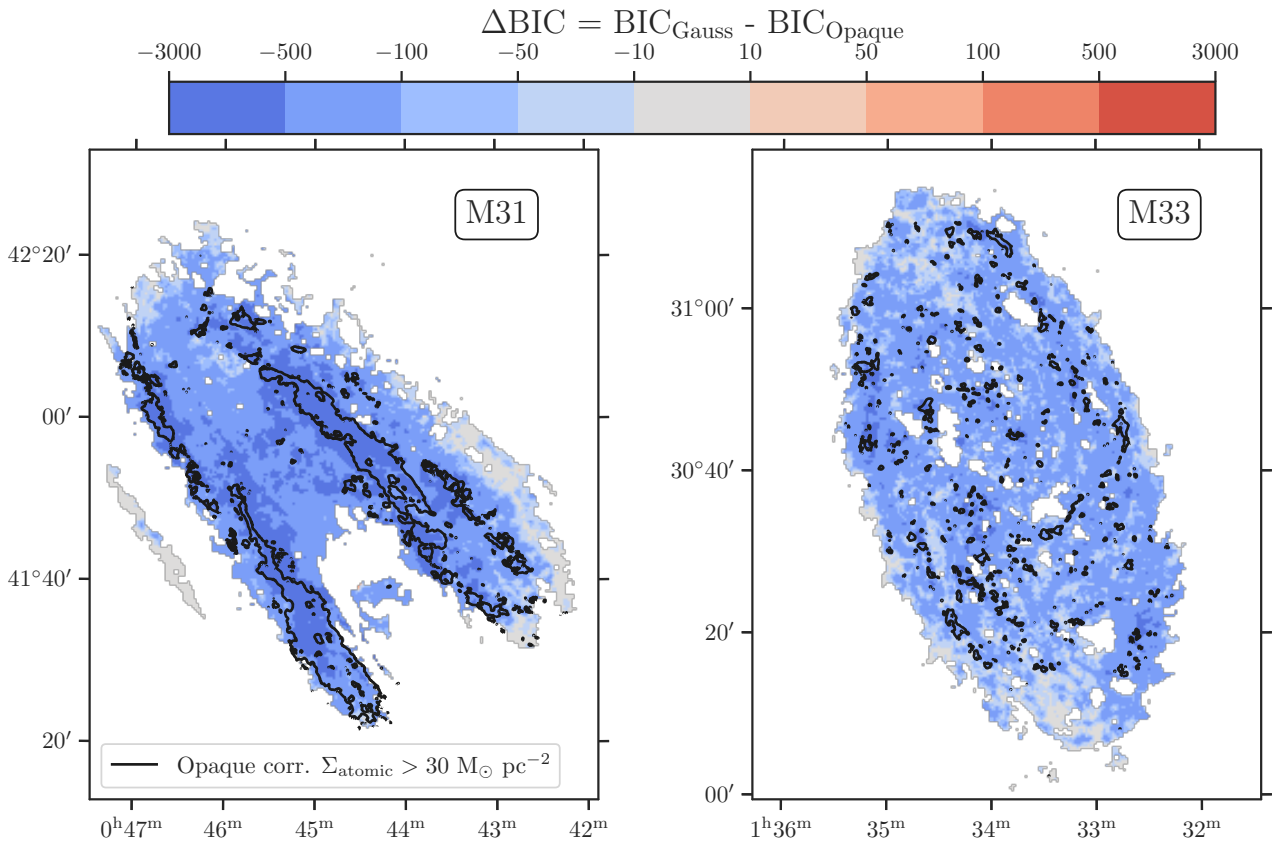 ΔBIC = BIC_Gauss - BIC_Opaque
−3000 −500 −100 −50 −10 10 50 100 500 3000
M31
M33
42°20′
00′
41°40′
20′
31°00′
30°40′
20′
00′
Opaque corr. Σ_atomic > 30 M_⊙ pc⁻²
0ʰ47ᵐ 46ᵐ 45ᵐ 44ᵐ 43ᵐ 42ᵐ
1ʰ36ᵐ 35ᵐ 34ᵐ 33ᵐ 32ᵐ